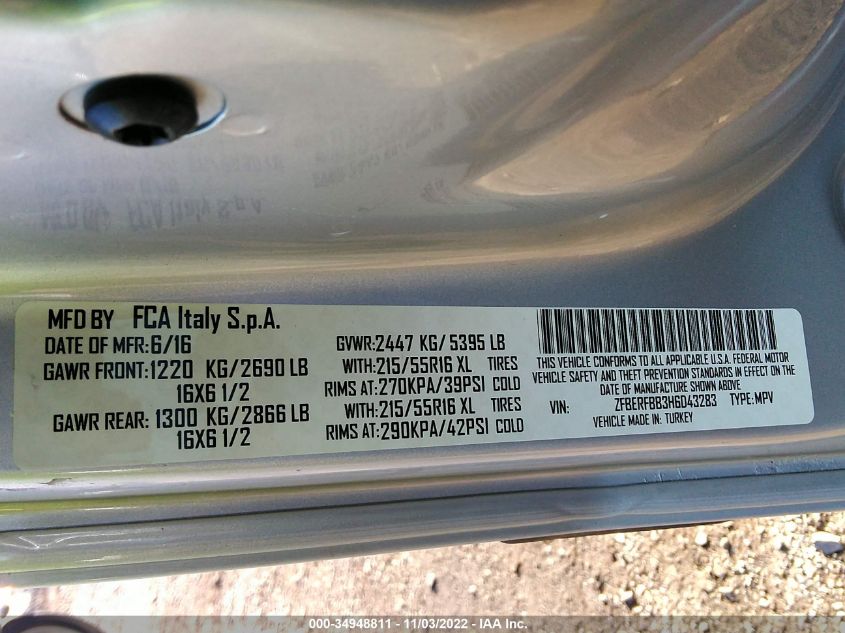 MFD BY FCA Italy S.p.A.
DATE OF MFR:6/16
GAWR FRONT:1220 KG/2690 LB
16X6 1/2
GAWR REAR: 1300 KG/2866 LB
16X6 1/2
GVWR:2447 KG/5395 LB
WITH:215/55R16 XL TIRES
RIMS AT:270KPA/39PSI COLD
WITH:215/55R16 XL TIRES
RIMS AT:290KPA/42PSI COLD
THIS VEHICLE CONFORMS TO ALL APPLICABLE U.S.A. FEDERAL MOTOR
VEHICLE SAFETY AND THEFT PREVENTION STANDARDS IN EFFECT ON THE
DATE OF MANUFACTURE SHOWN ABOVE.
VIN: ZFBERFBB3H6D43283 TYPE: MPV
VEHICLE MADE IN: TURKEY
000-34948811 - 11/03/2022 - IAA Inc.